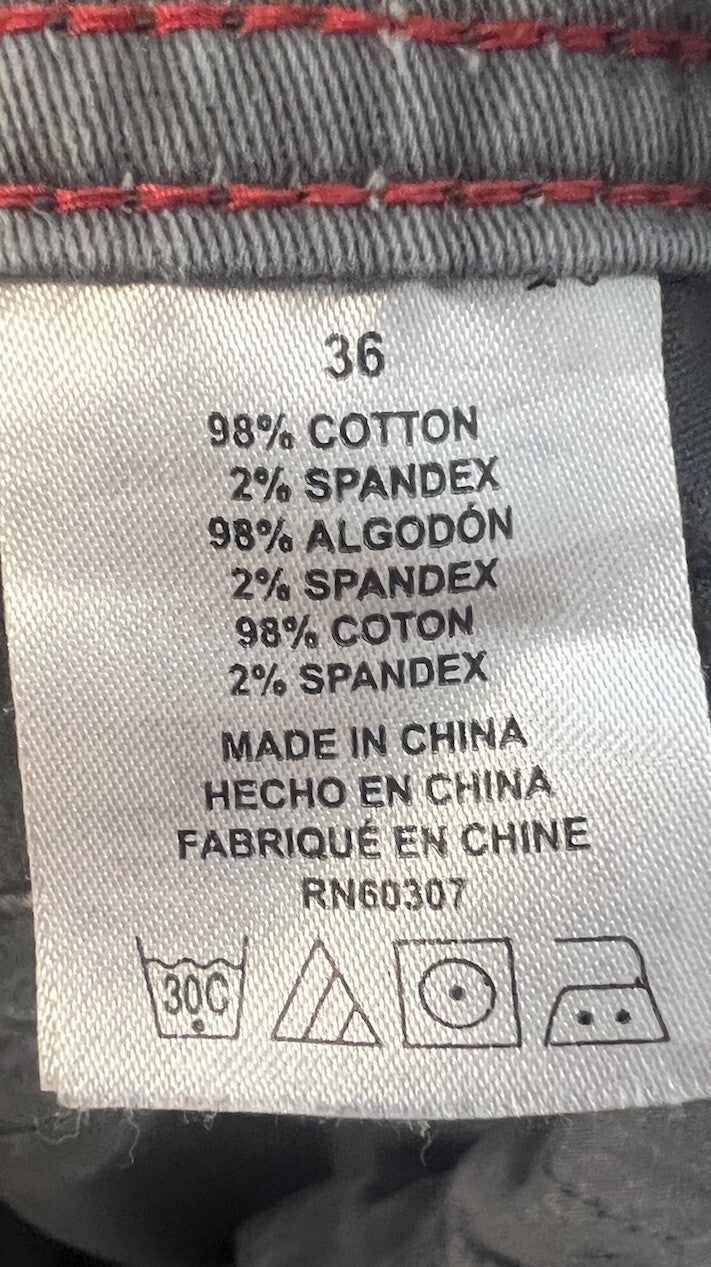 36
98% COTTON
2% SPANDEX
98% ALGODÓN
2% SPANDEX
98% COTON
2% SPANDEX
MADE IN CHINA
HECHO EN CHINA
FABRIQUÉ EN CHINE
RN60307
30C